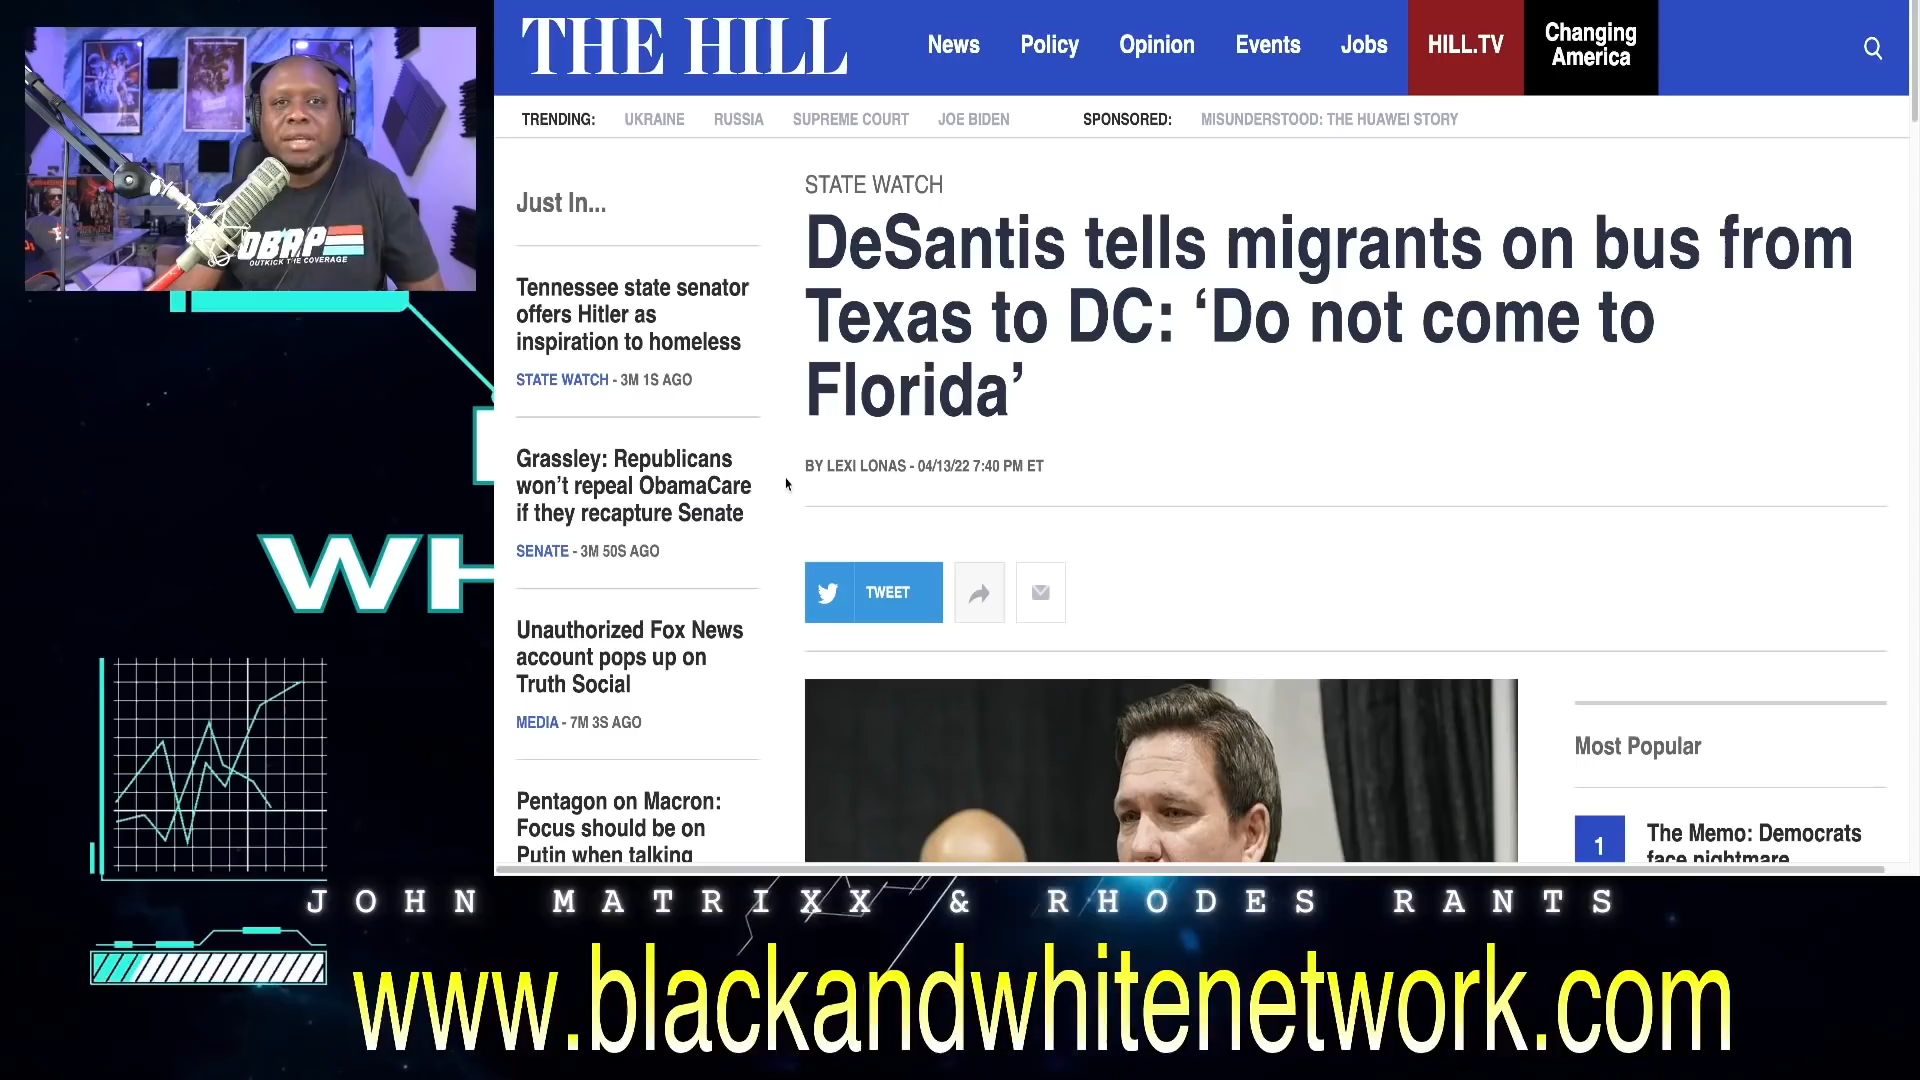 THE HILL
News Policy Opinion Events Jobs HILL.TV
Changing
America
TRENDING: UKRAINE RUSSIA SUPREME COURT JOE BIDEN SPONSORED: MISUNDERSTOOD: THE HUAWEI STORY
Just In...
Tennessee state senator
offers Hitler as
inspiration to homeless
STATE WATCH - 3M 1S AGO
Grassley: Republicans
won’t repeal ObamaCare
if they recapture Senate
SENATE - 3M 50S AGO
Unauthorized Fox News
account pops up on
Truth Social
MEDIA - 7M 3S AGO
Pentagon on Macron:
Focus should be on
Putin when talking
STATE WATCH
DeSantis tells migrants on bus from
Texas to DC: ‘Do not come to
Florida’
BY LEXI LONAS - 04/13/22 7:40 PM ET
TWEET
Most Popular
1
The Memo: Democrats
face nightmare
OUTKICK THE COVERAGE
WH
JOHN MATRIXX & RHODES RANTS
www.blackandwhitenetwork.com